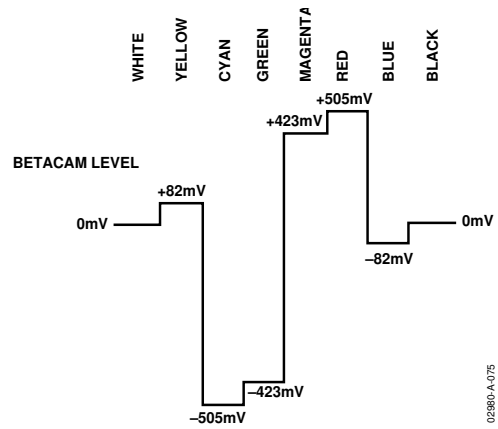 WHITE
YELLOW
CYAN
GREEN
MAGENTA
RED
BLUE
BLACK
+505mV
+423mV
BETACAM LEVEL
+82mV
0mV
0mV
–82mV
–423mV
–505mV
02980-A-075